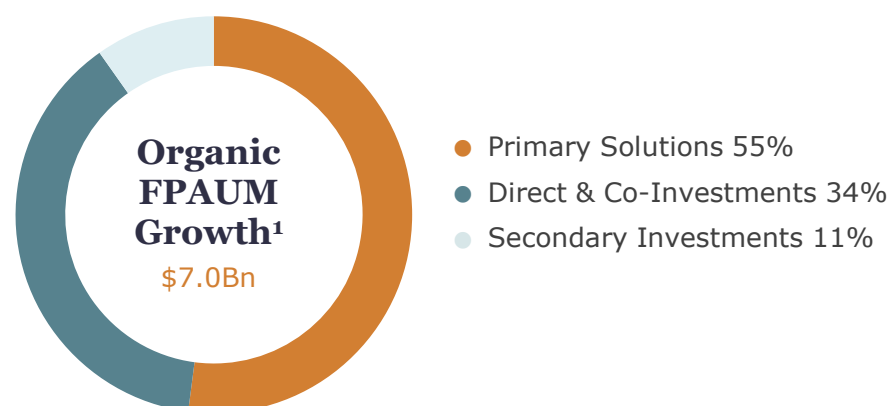 Organic
FPAUM
Growth¹
$7.0Bn
Primary Solutions 55%
Direct & Co-Investments 34%
Secondary Investments 11%